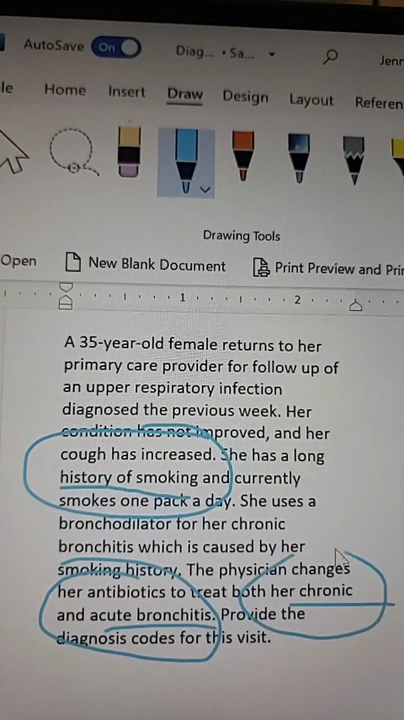 AutoSave On Diag... • Sa...
Jenn
le Home Insert Draw Design Layout Referen
Drawing Tools
Open New Blank Document Print Preview and Prin
1 2
A 35-year-old female returns to her
primary care provider for follow up of
an upper respiratory infection
diagnosed the previous week. Her
condition has not improved, and her
cough has increased. She has a long
history of smoking and currently
smokes one pack a day. She uses a
bronchodilator for her chronic
bronchitis which is caused by her
smoking history. The physician changes
her antibiotics to treat both her chronic
and acute bronchitis. Provide the
diagnosis codes for this visit.